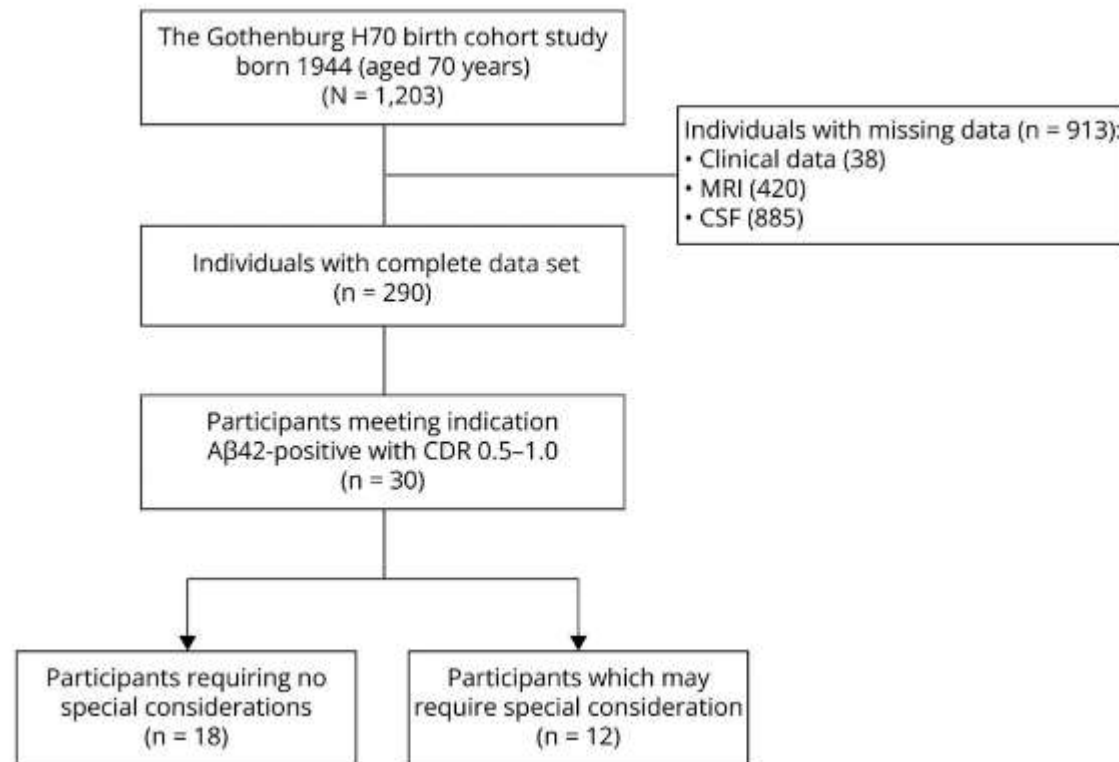 The Gothenburg H70 birth cohort study
born 1944 (aged 70 years)
(N = 1,203)
Individuals with missing data (n = 913):
• Clinical data (38)
• MRI (420)
• CSF (885)
Individuals with complete data set
(n = 290)
Participants meeting indication
Aβ42-positive with CDR 0.5–1.0
(n = 30)
Participants requiring no
special considerations
(n = 18)
Participants which may
require special consideration
(n = 12)